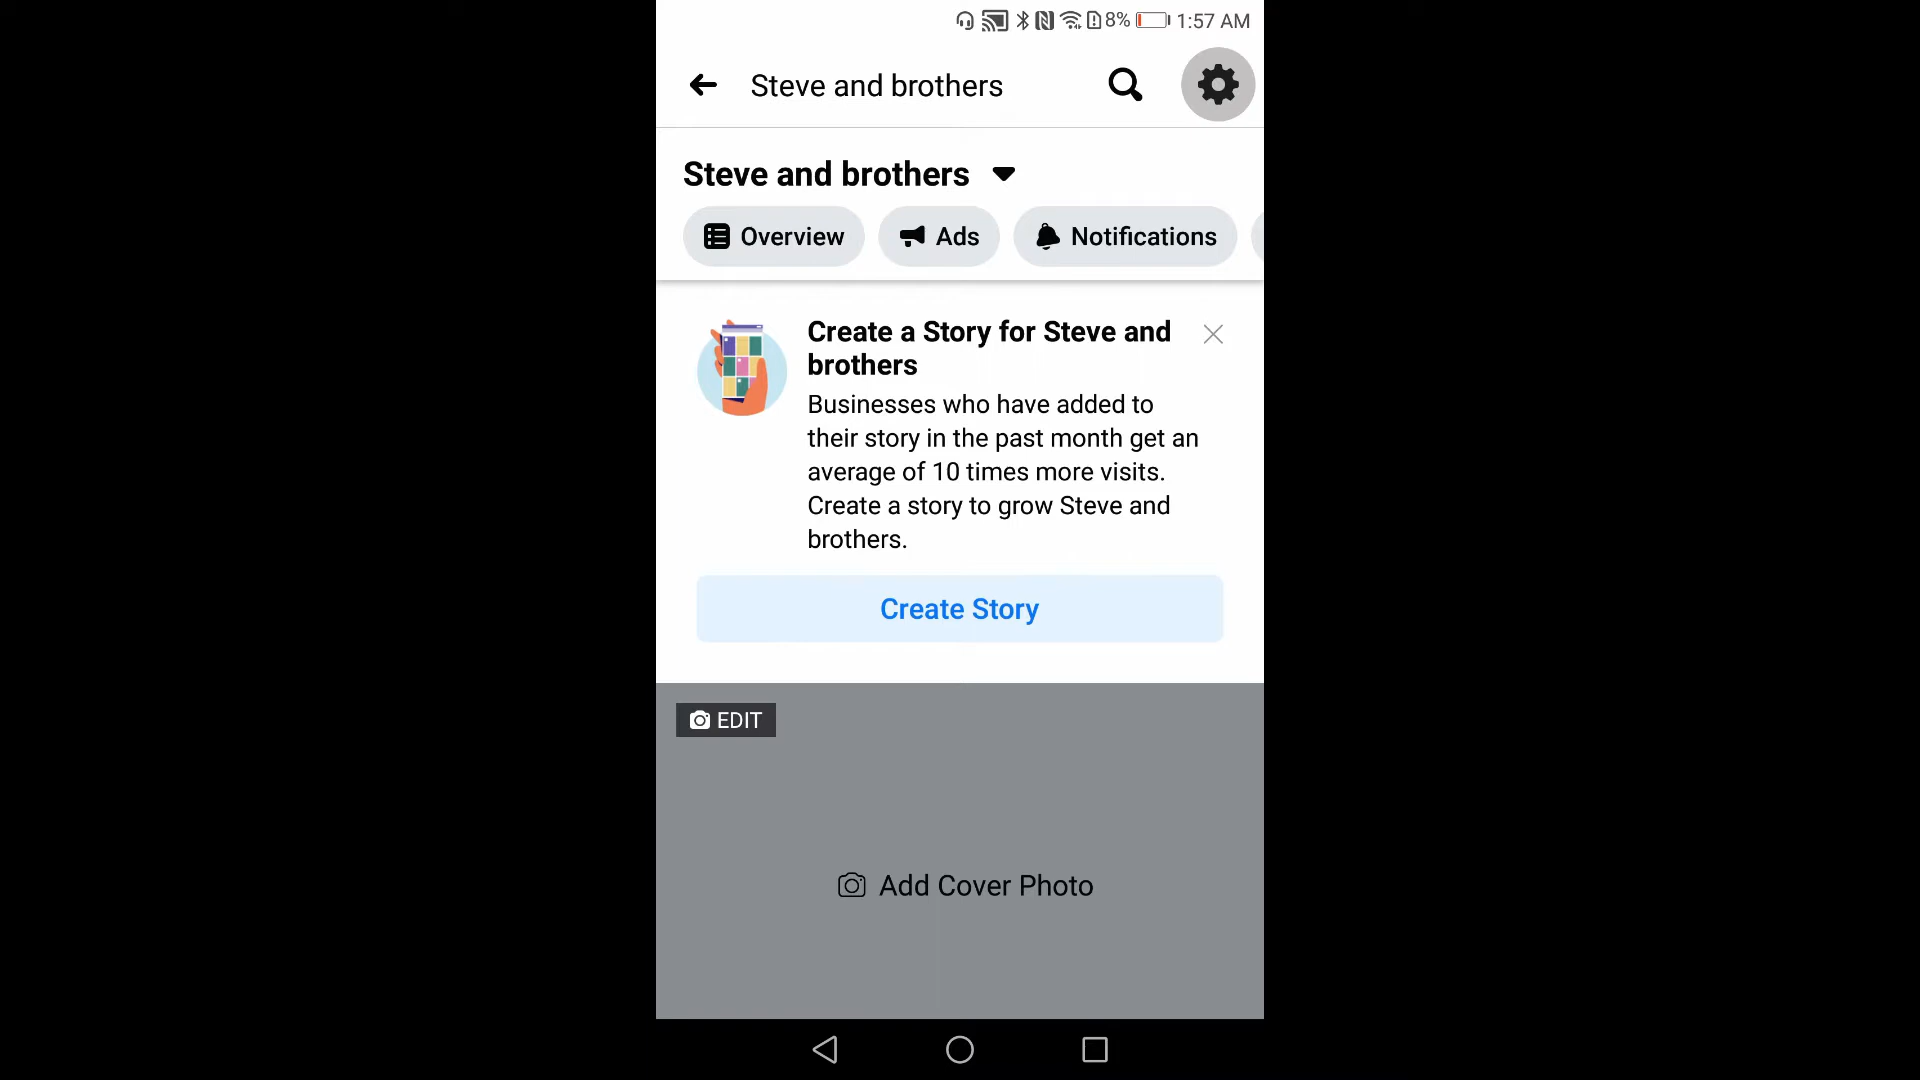 8% 1:57 AM
Steve and brothers
Steve and brothers
Overview Ads Notifications
Create a Story for Steve and
brothers
Businesses who have added to
their story in the past month get an
average of 10 times more visits.
Create a story to grow Steve and
brothers.
Create Story
EDIT
Add Cover Photo